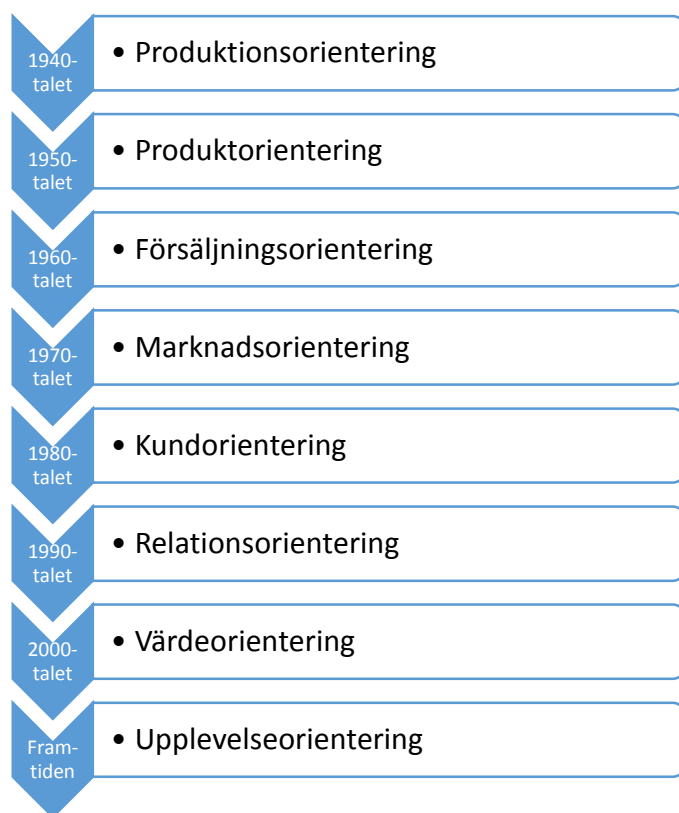 1940-
talet
• Produktionsorientering
1950-
talet
• Produktorientering
1960-
talet
• Försäljningsorientering
1970-
talet
• Marknadsorientering
1980-
talet
• Kundorientering
1990-
talet
• Relationsorientering
2000-
talet
• Värdeorientering
Fram-
tiden
• Upplevelseorientering